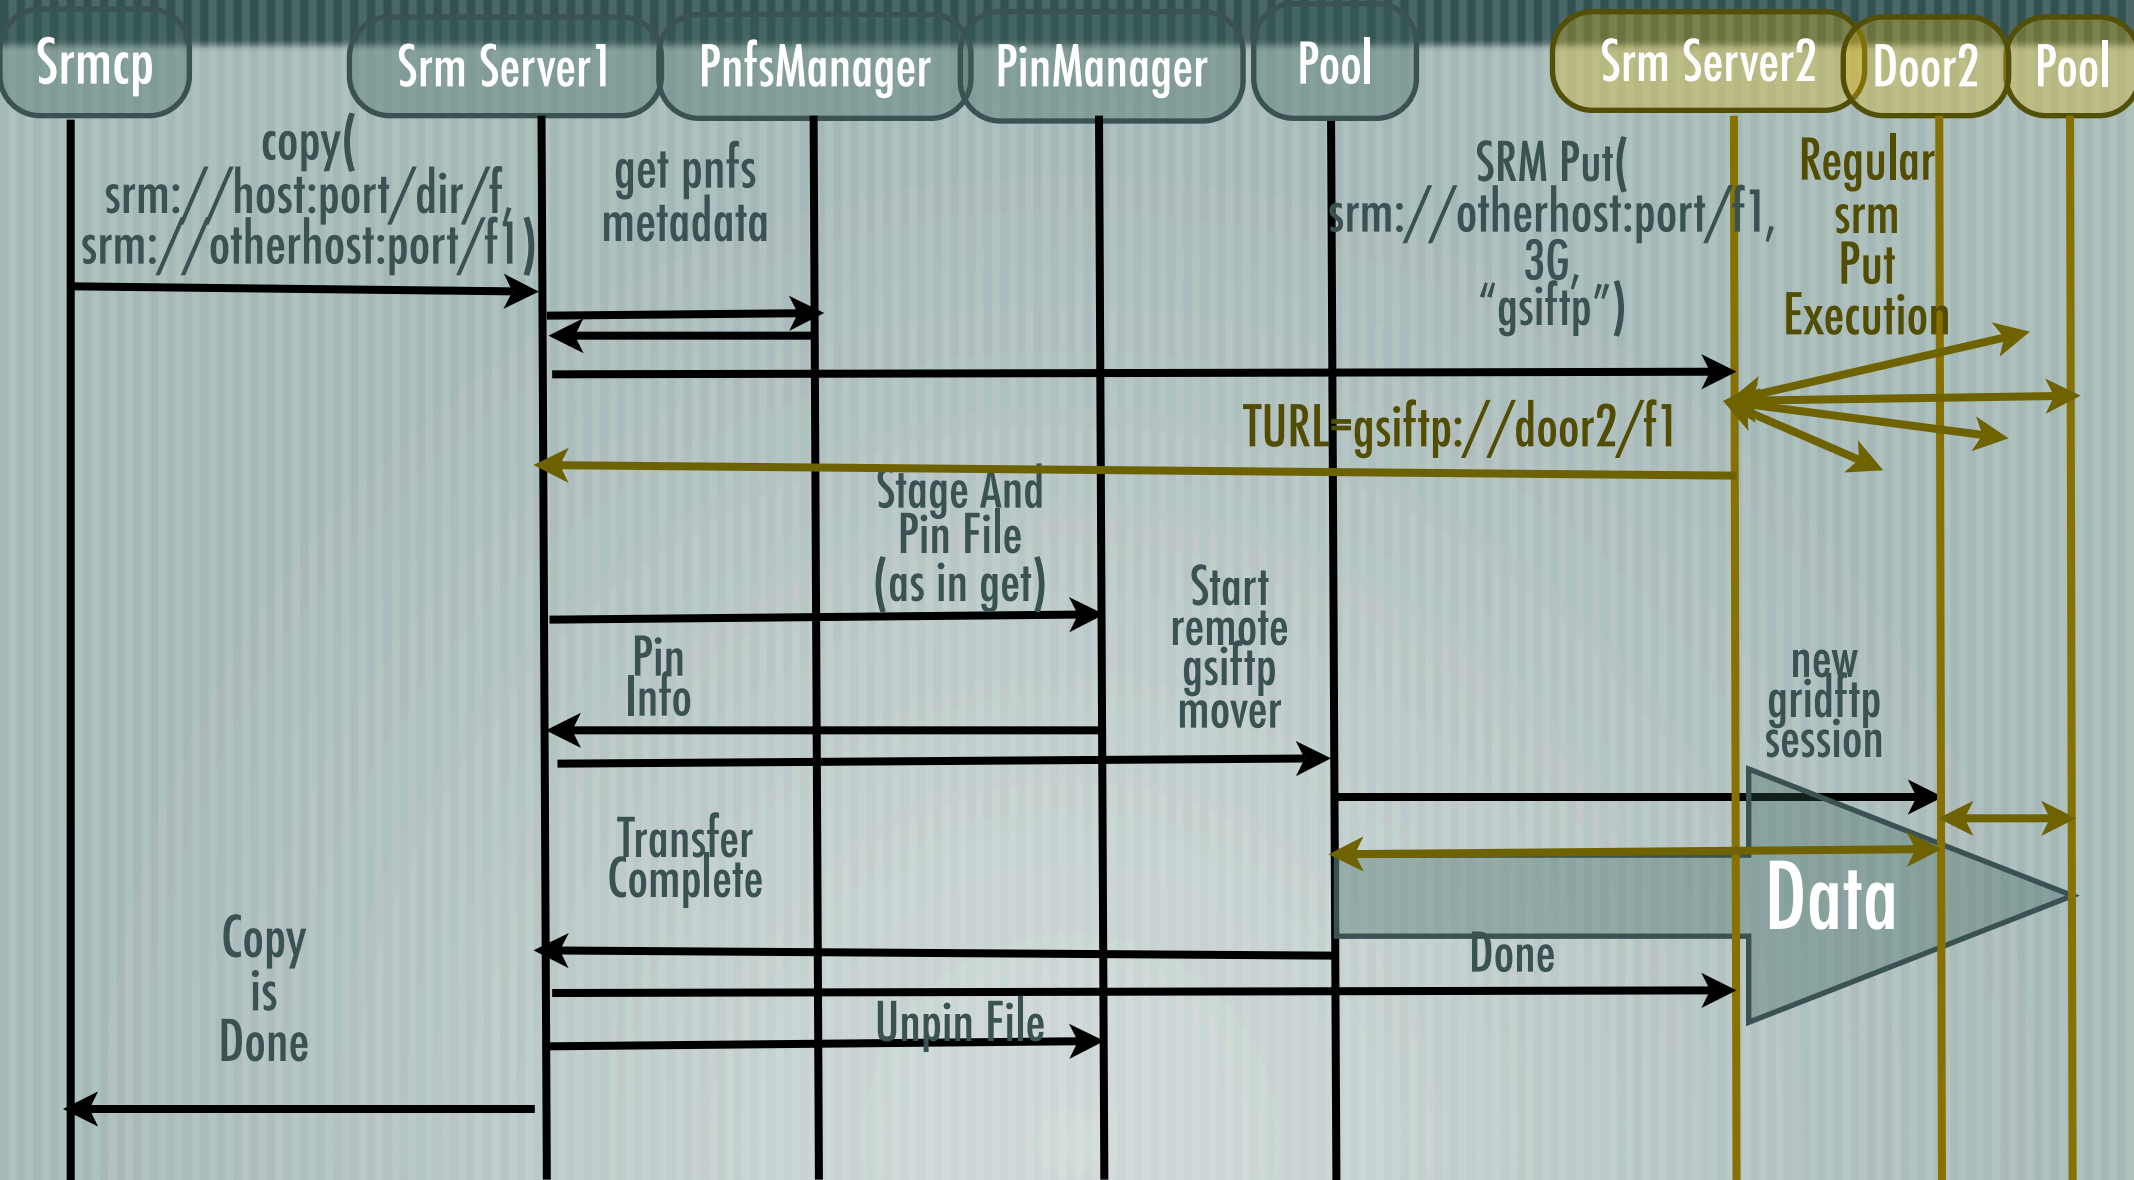 Srmcp
Srm Server1
PnfsManager
PinManager
Pool
Srm Server2
Door2
Pool
copy(
srm://host:port/dir/f,
srm://otherhost:port/f1)
get pnfs
metadata
SRM Put(
srm://otherhost:port/f1,
3G,
“gsiftp”)
Regular
srm
Put
Execution
TURL=gsiftp://door2/f1
Stage And
Pin File
(as in get)
Pin
Info
Start
remote
gsiftp
mover
new
gridftp
session
Transfer
Complete
Data
Done
Unpin File
Copy
is
Done